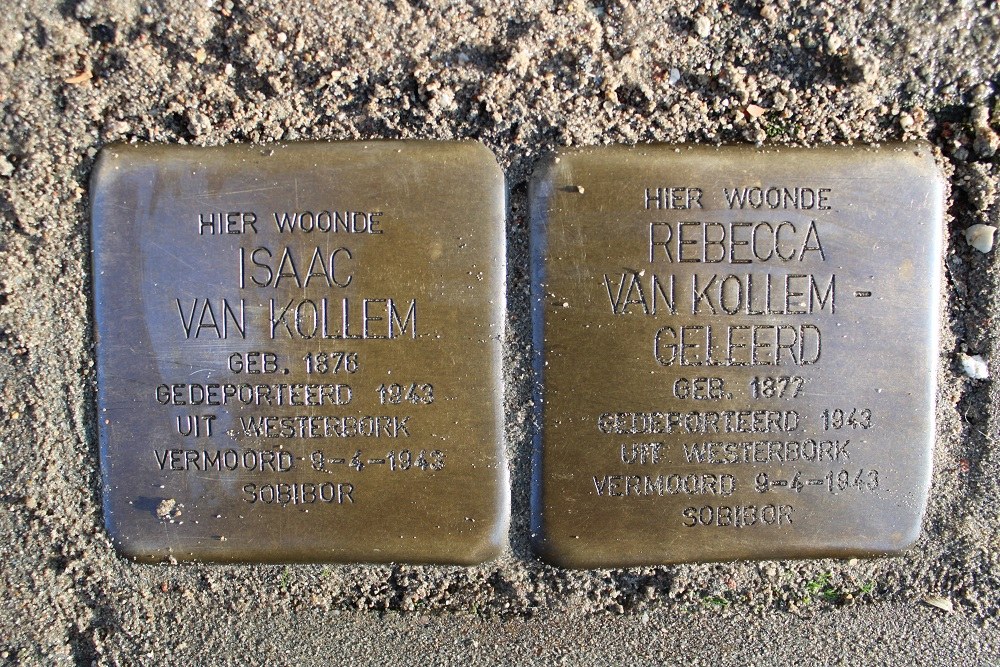 HIER WOONDE
ISAAC
VAN KOLLEM
GEB. 1878
GEDEPORTEERD 1943
UIT WESTERBORK
VERMOORD 9-4-1943
SOBIBOR
HIER WOONDE
REBECCA
VAN KOLLEM -
GELEERD
GEB. 1877
GEDEPORTEERD 1943
UIT WESTERBORK
VERMOORD 9-4-1943
SOBIBOR